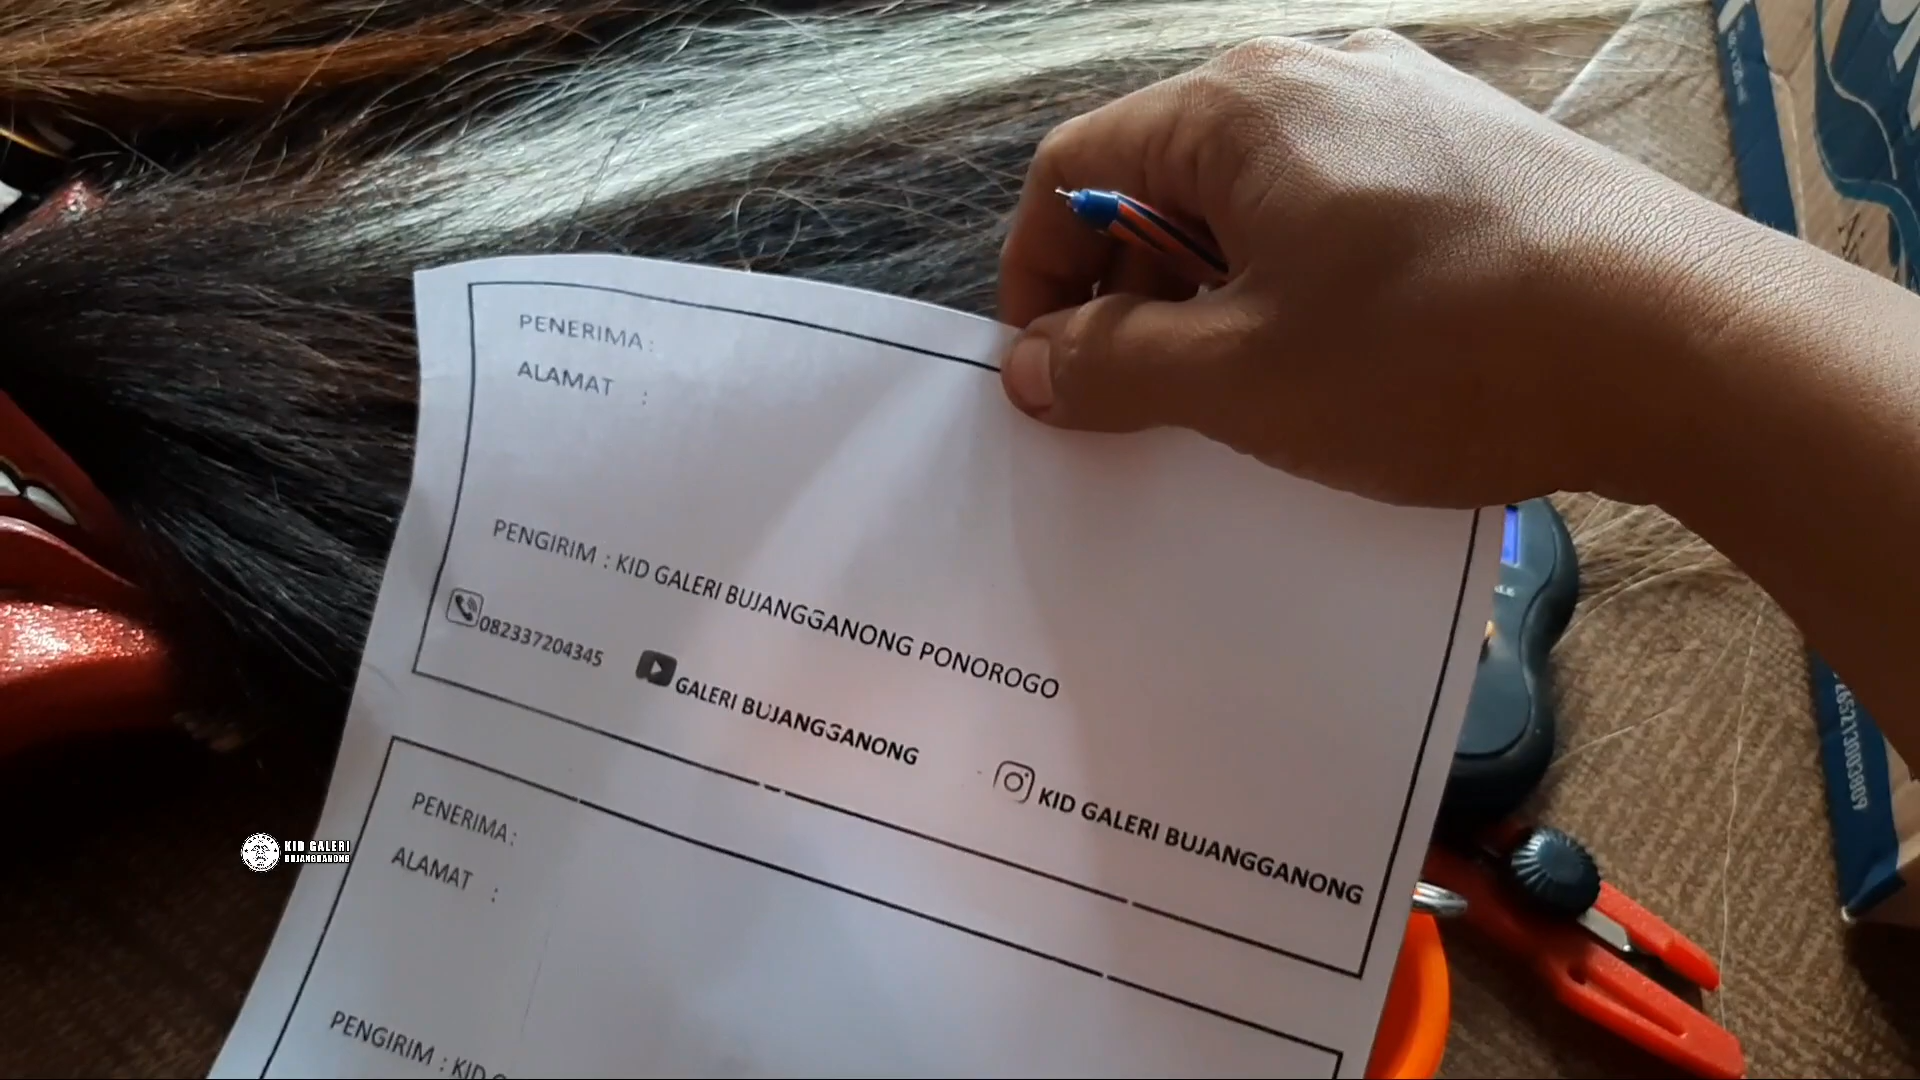 PENERIMA :
ALAMAT :
PENGIRIM : KID GALERI BUJANGGANONG PONOROGO
082337204345
GALERI BUJANGGANONG
KID GALERI BUJANGGANONG
PENERIMA :
ALAMAT :
PENGIRIM : KID
KID GALERI
BUJANGGANONG